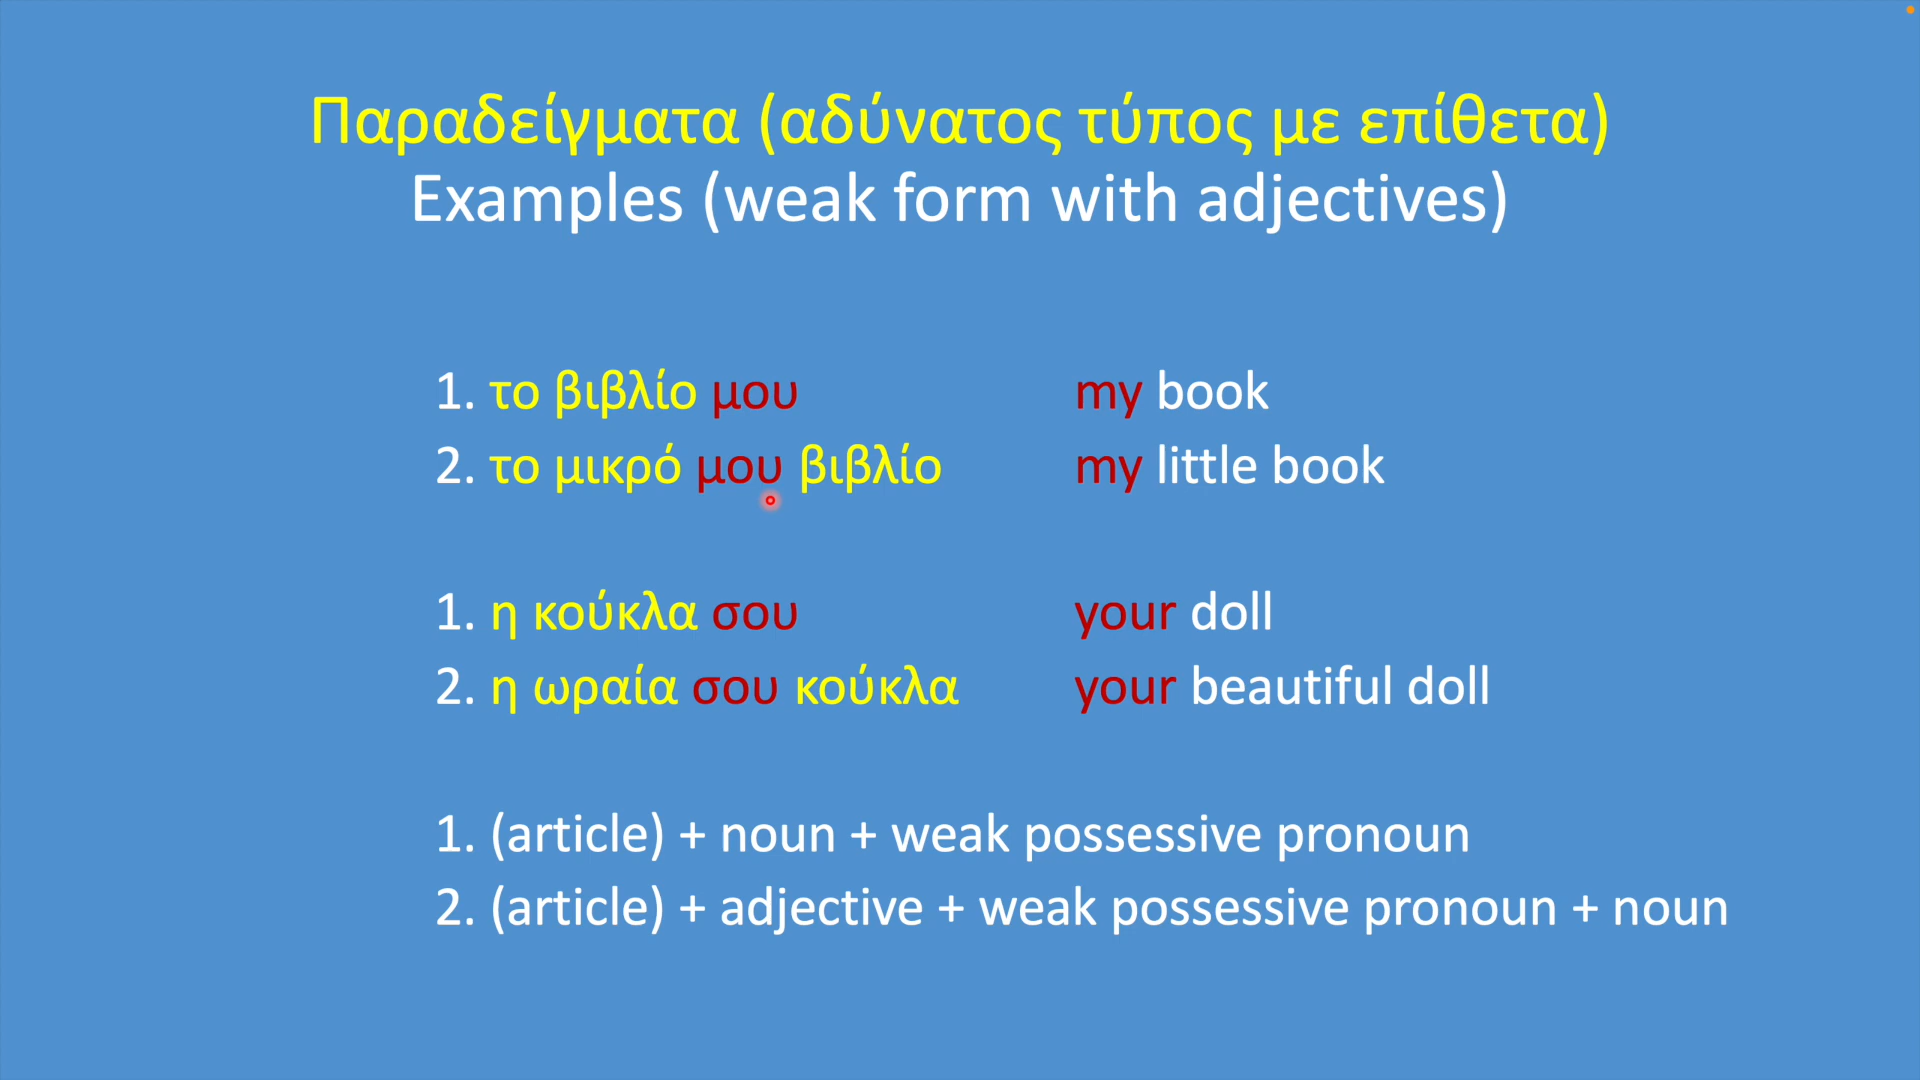 Παραδείγματα (αδύνατος τύπος με επίθετα)
Examples (weak form with adjectives)
1. το βιβλίο μου my book
2. το μικρό μου βιβλίο my little book
1. η κούκλα σου your doll
2. η ωραία σου κούκλα your beautiful doll
1. (article) + noun + weak possessive pronoun
2. (article) + adjective + weak possessive pronoun + noun